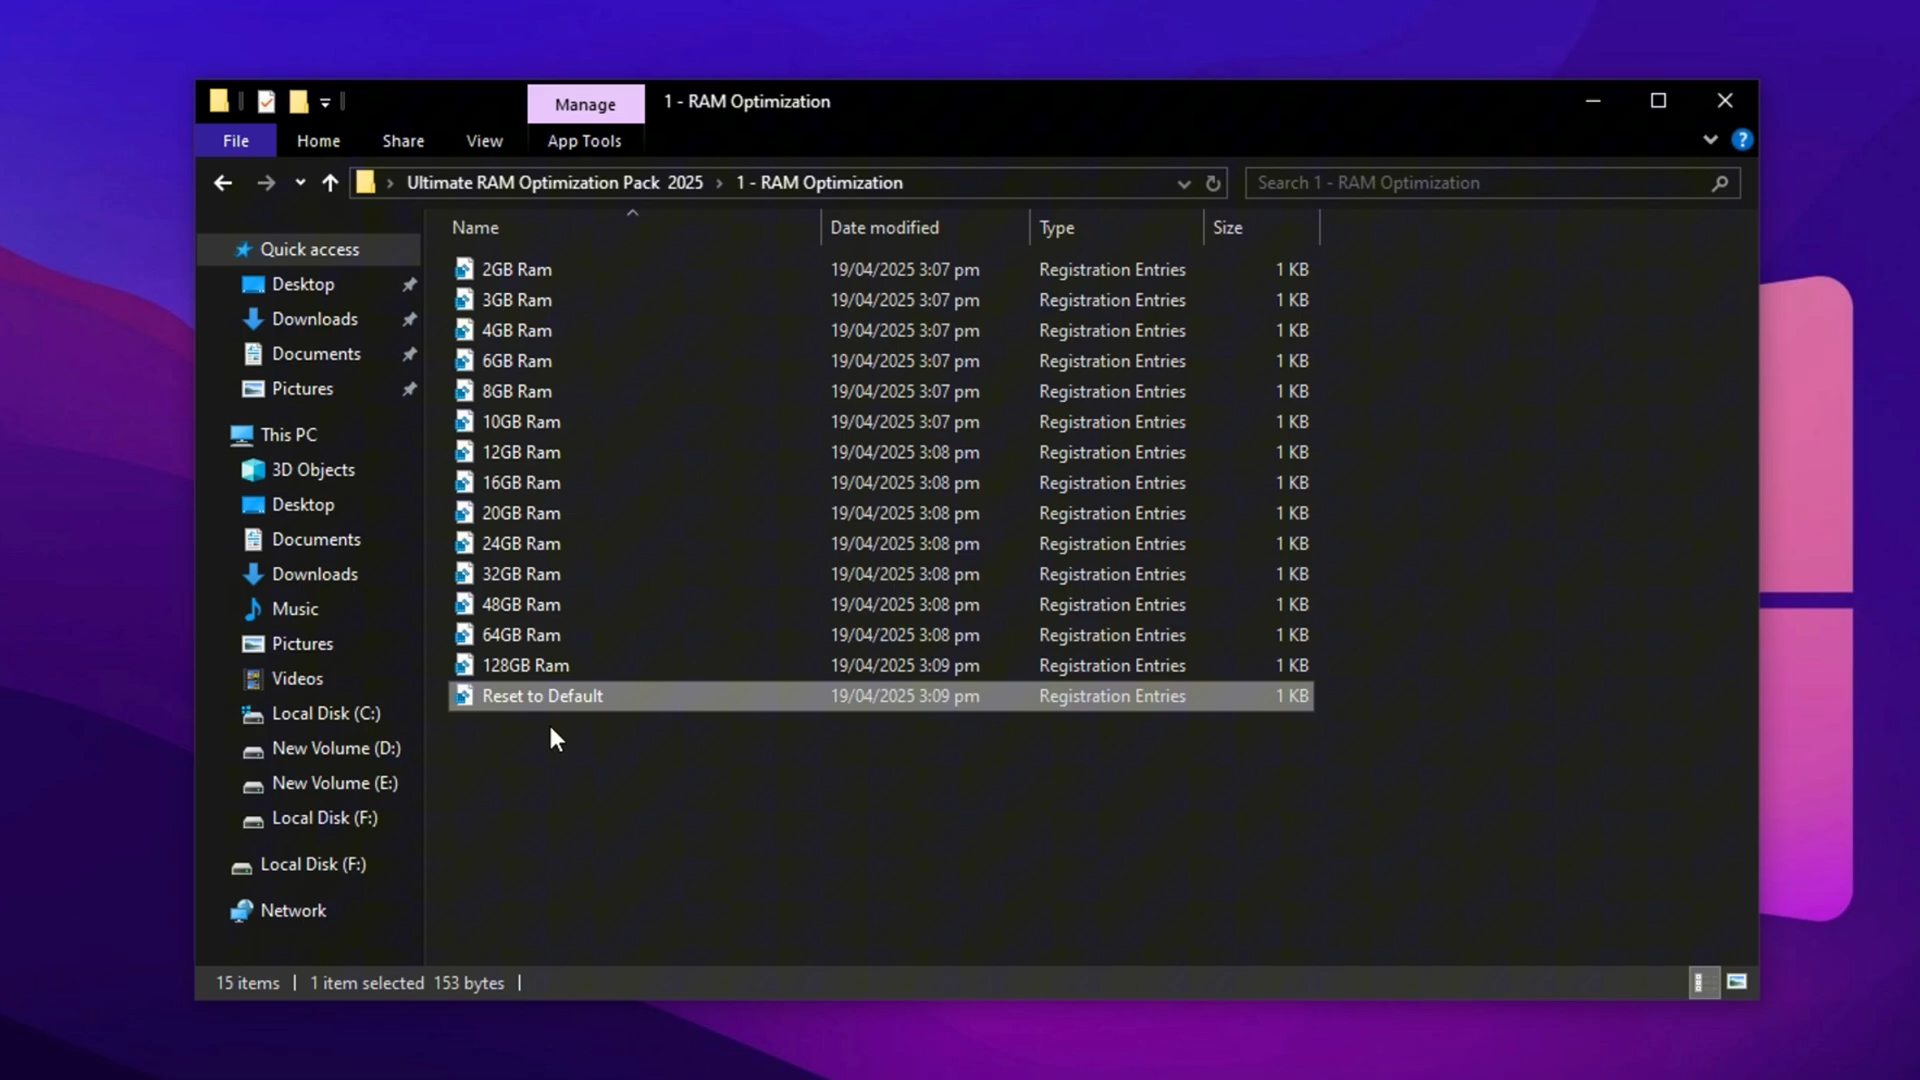 Manage
1 - RAM Optimization
File
Home
Share
View
App Tools
Ultimate RAM Optimization Pack 2025
1 - RAM Optimization
Search 1 - RAM Optimization
Name
Date modified
Type
Size
Quick access
Desktop
Downloads
Documents
Pictures
This PC
3D Objects
Desktop
Documents
Downloads
Music
Pictures
Videos
Local Disk (C:)
New Volume (D:)
New Volume (E:)
Local Disk (F:)
Local Disk (F:)
Network
2GB Ram 19/04/2025 3:07 pm Registration Entries 1 KB
3GB Ram 19/04/2025 3:07 pm Registration Entries 1 KB
4GB Ram 19/04/2025 3:07 pm Registration Entries 1 KB
6GB Ram 19/04/2025 3:07 pm Registration Entries 1 KB
8GB Ram 19/04/2025 3:07 pm Registration Entries 1 KB
10GB Ram 19/04/2025 3:07 pm Registration Entries 1 KB
12GB Ram 19/04/2025 3:08 pm Registration Entries 1 KB
16GB Ram 19/04/2025 3:08 pm Registration Entries 1 KB
20GB Ram 19/04/2025 3:08 pm Registration Entries 1 KB
24GB Ram 19/04/2025 3:08 pm Registration Entries 1 KB
32GB Ram 19/04/2025 3:08 pm Registration Entries 1 KB
48GB Ram 19/04/2025 3:08 pm Registration Entries 1 KB
64GB Ram 19/04/2025 3:08 pm Registration Entries 1 KB
128GB Ram 19/04/2025 3:09 pm Registration Entries 1 KB
Reset to Default 19/04/2025 3:09 pm Registration Entries 1 KB
15 items
1 item selected 153 bytes